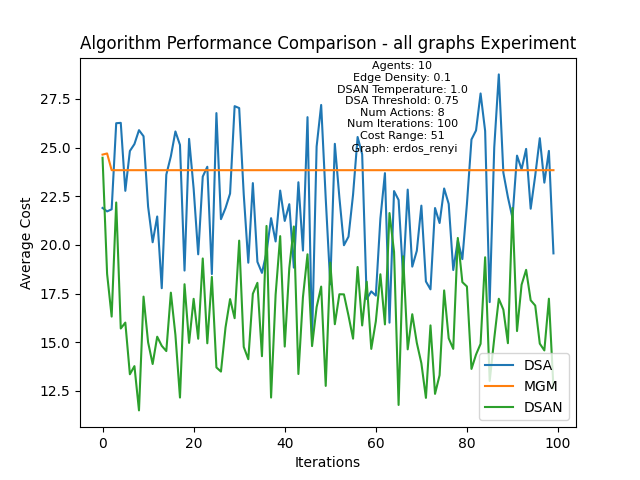 Algorithm Performance Comparison - all graphs Experiment
Agents: 10
Edge Density: 0.1
DSAN Temperature: 1.0
DSA Threshold: 0.75
Num Actions: 8
Num Iterations: 100
Cost Range: 51
Graph: erdos_renyi
Average Cost
27.5
25.0
22.5
20.0
17.5
15.0
12.5
0 20 40 60 80 100
Iterations
DSA
MGM
DSAN